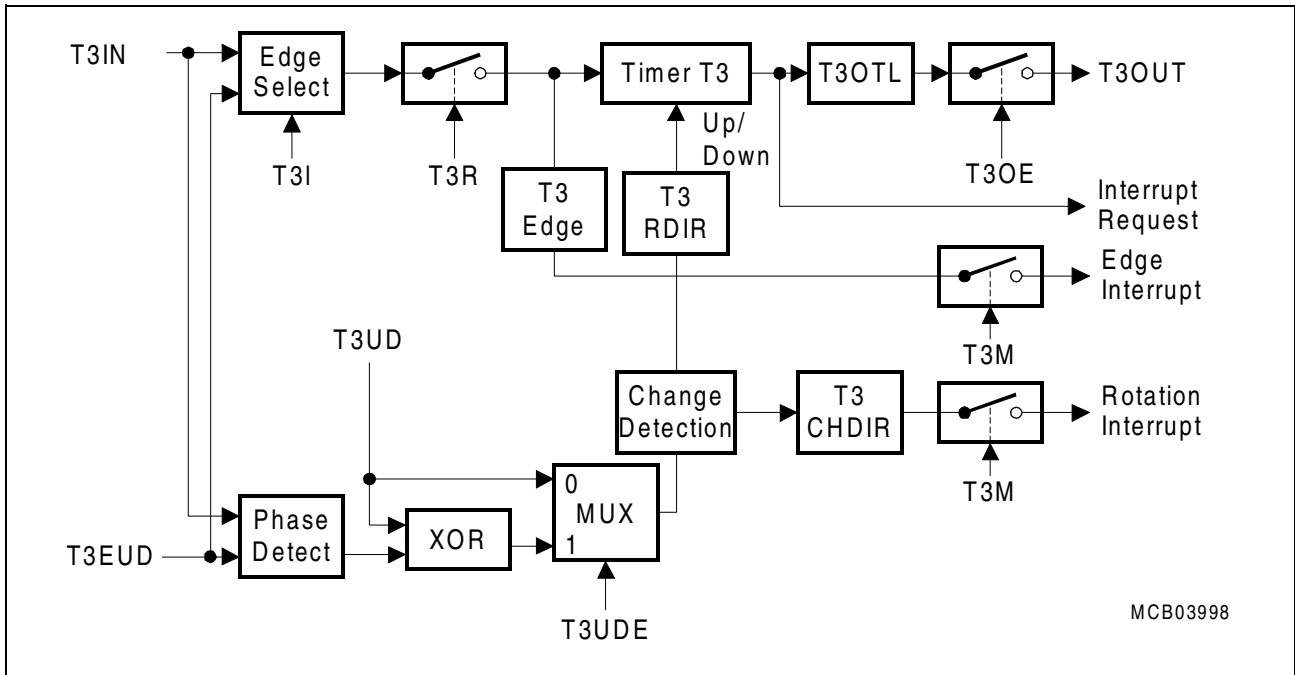 T3IN
Edge
Select
Timer T3
T3OTL
T3OUT
Up/
Down
T3I
T3R
T3OE
T3
Edge
T3
RDIR
Interrupt
Request
Edge
Interrupt
T3M
T3UD
Change
Detection
T3
CHDIR
Rotation
Interrupt
T3M
0
MUX
1
Phase
Detect
XOR
T3EUD
T3UDE
MCB03998